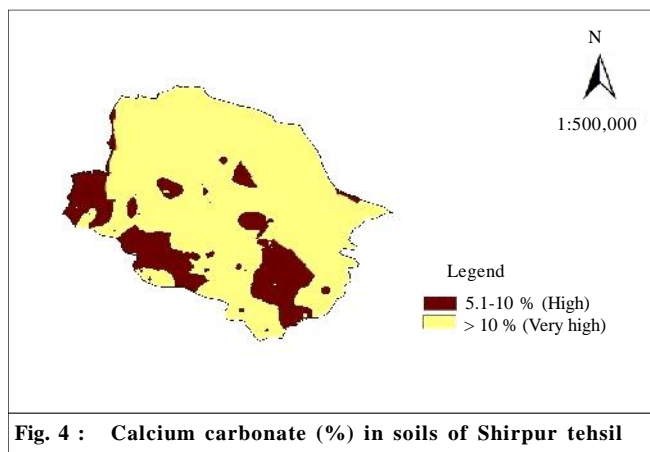 N
1:500,000
Legend
5.1-10 % (High)
> 10 % (Very high)
Fig. 4 : Calcium carbonate (%) in soils of Shirpur tehsil